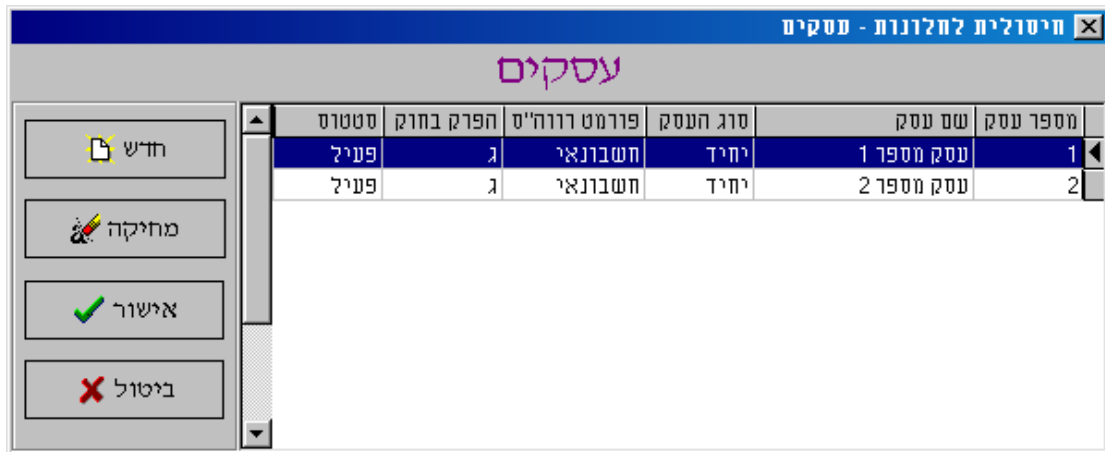 חיסולית לחלונות - עסקים
עסקים
מספר עסק שם עסק סוג העסק פורמט רווה"ס הפרק בחוק סטטוס
1 עסק מספר 1 יחיד חשבונאי ג פעיל
2 עסק מספר 2 יחיד חשבונאי ג פעיל
חדש
מחיקה
אישור
ביטול